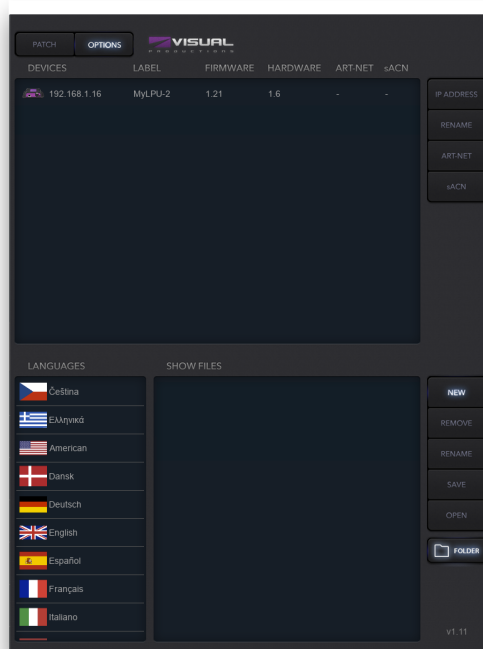 PATCH OPTIONS VISUAL
PRODUCTIONS
DEVICES LABEL FIRMWARE HARDWARE ART-NET sACN
192.168.1.16 MyLPU-2 1.21 1.6 - -
IP ADDRESS
RENAME
ART-NET
sACN
LANGUAGES SHOW FILES
Čeština
Ελληνικά
American
Dansk
Deutsch
English
Español
Français
Italiano
NEW
REMOVE
RENAME
SAVE
OPEN
FOLDER
v1.11